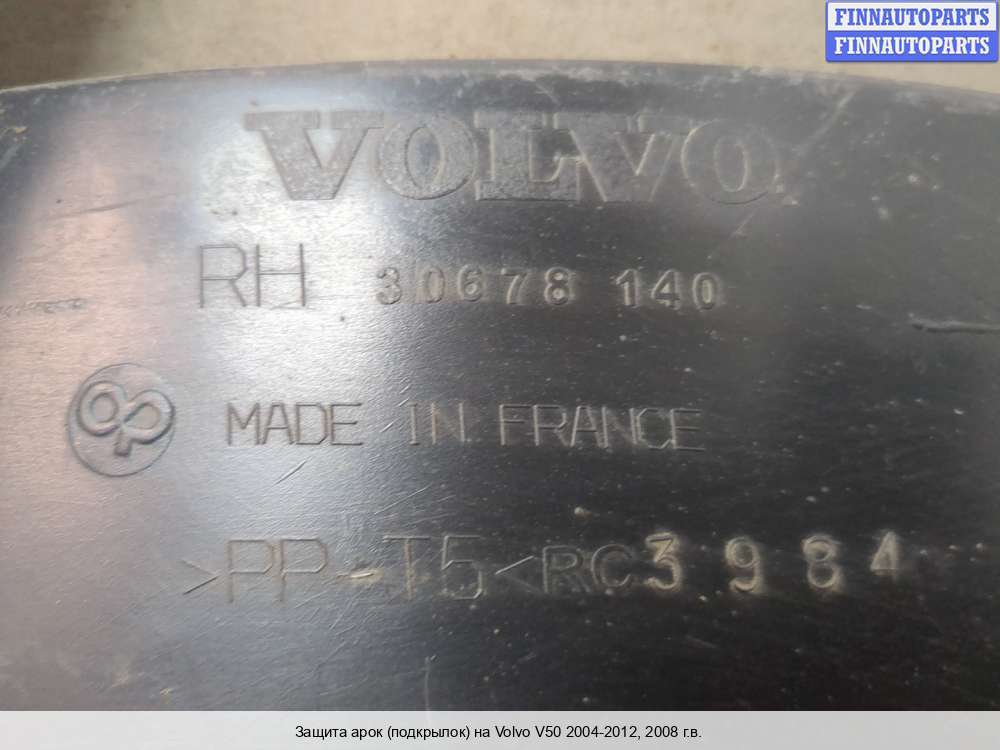 FINNAUTOPARTS
FINNAUTOPARTS
VOLVO
RH 30678 140
MADE IN FRANCE
>PP-T5<RC3984
Защита арок (подкрылок) на Volvo V50 2004-2012, 2008 г.в.